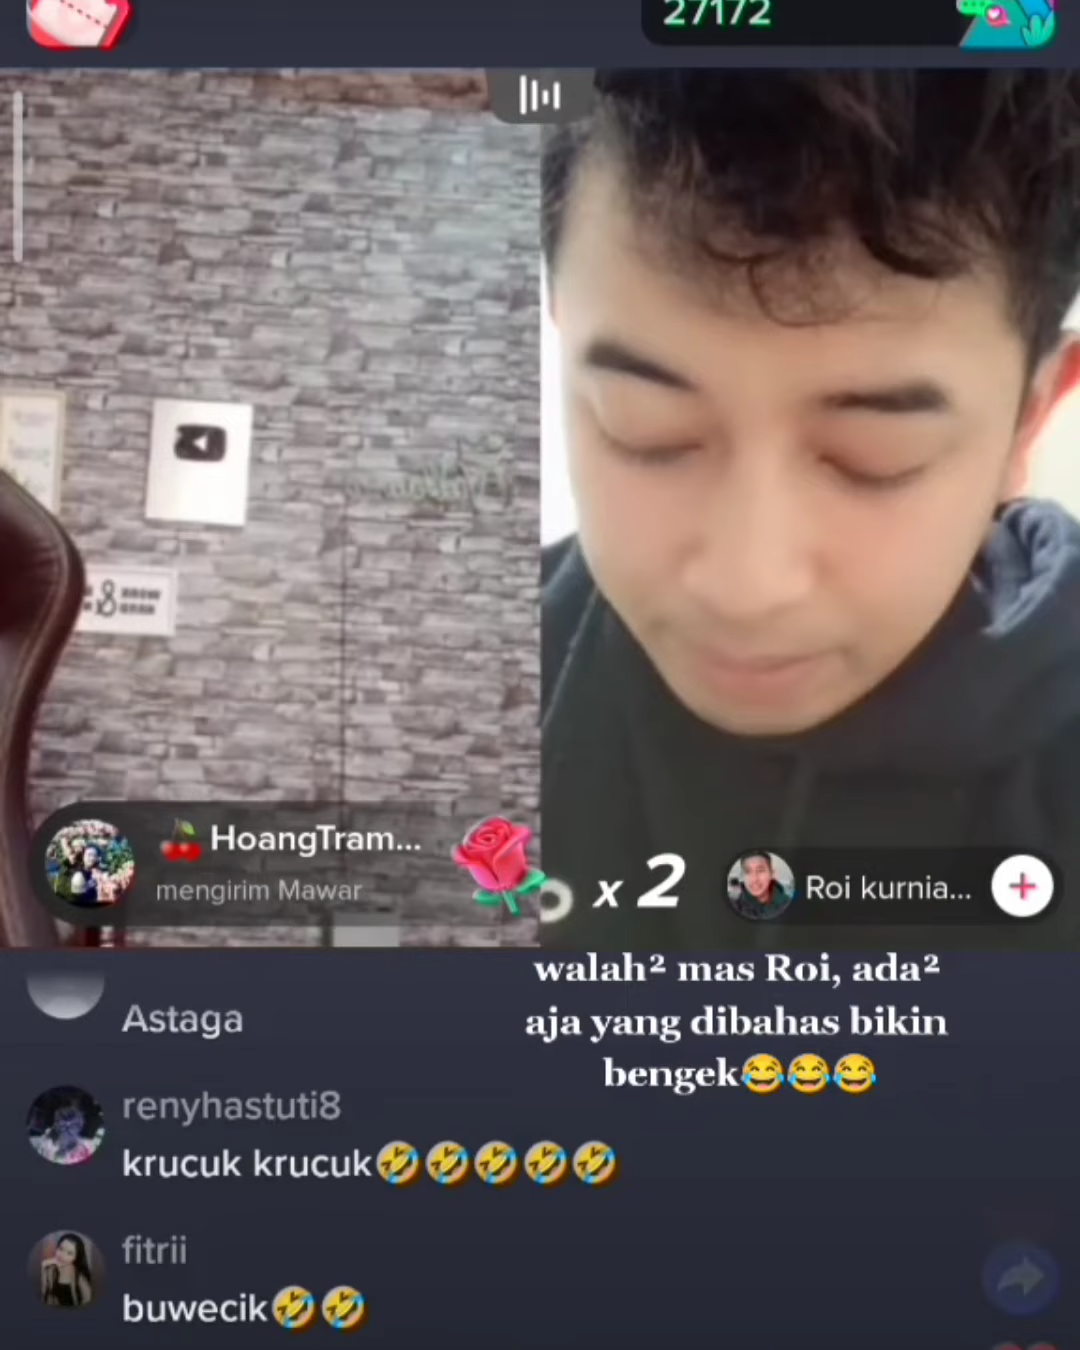 27172
🍒 HoangTram...
mengirim Mawar
x 2
Roi kurnia...
walah² mas Roi, ada²
aja yang dibahas bikin
bengek😂😂😂
Astaga
renyhastuti8
krucuk krucuk🤣🤣🤣🤣🤣
fitrii
buwecik🤣🤣